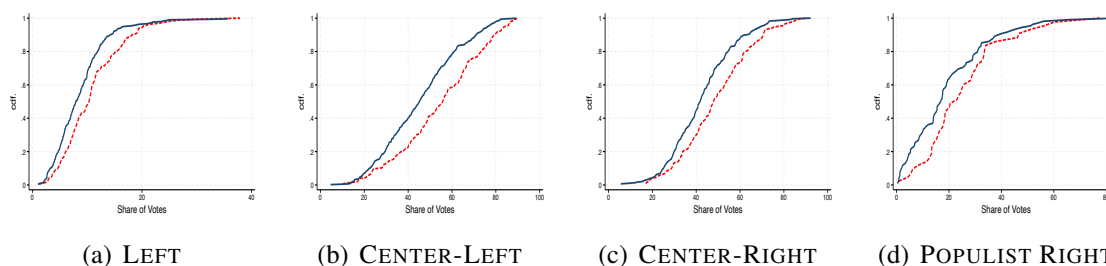 1
.8
.6
.4
.2
0
cdf.
0 20 40
Share of Votes
(a) LEFT
1
.8
.6
.4
.2
0
cdf.
0 20 40 60 80 100
Share of Votes
(b) CENTER-LEFT
1
.8
.6
.4
.2
0
cdf.
0 20 40 60 80 100
Share of Votes
(c) CENTER-RIGHT
1
.8
.6
.4
.2
0
cdf.
0 20 40 60 80
Share of Votes
(d) POPULIST RIGHT